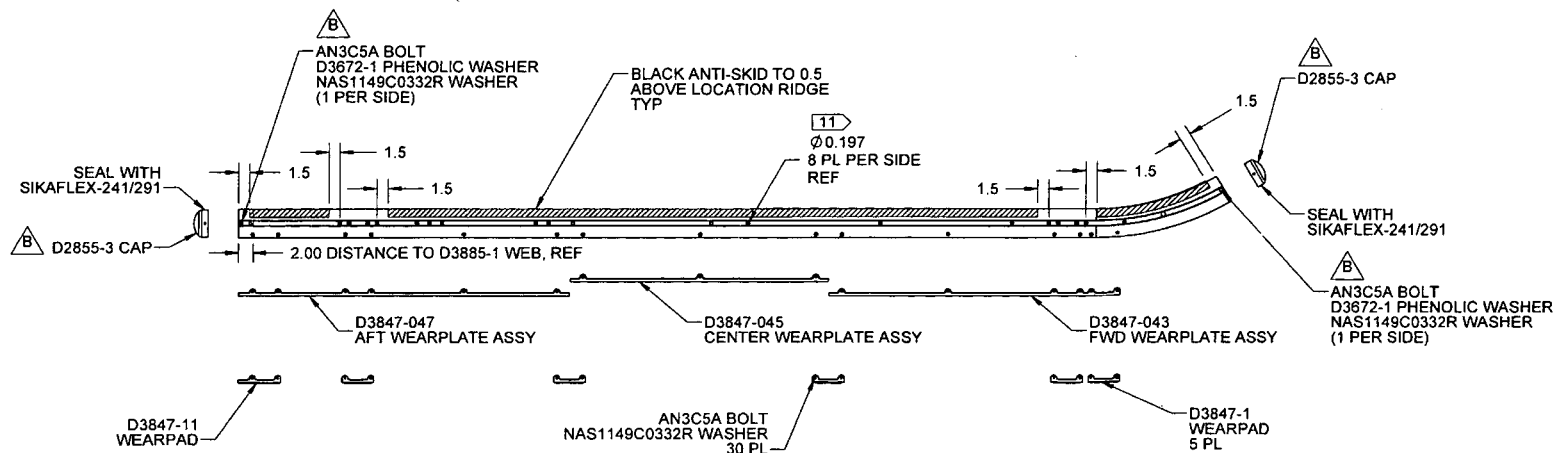 B
AN3C5A BOLT
D3672-1 PHENOLIC WASHER
NAS1149C0332R WASHER
(1 PER SIDE)
BLACK ANTI-SKID TO 0.5
ABOVE LOCATION RIDGE
TYP
11
Ø0.197
8 PL PER SIDE
REF
B
D2855-3 CAP
1.5
SEAL WITH
SIKAFLEX-241/291
1.5
1.5
1.5
1.5
1.5
B
D2855-3 CAP
2.00 DISTANCE TO D3885-1 WEB, REF
SEAL WITH
SIKAFLEX-241/291
B
AN3C5A BOLT
D3672-1 PHENOLIC WASHER
NAS1149C0332R WASHER
(1 PER SIDE)
D3847-047
AFT WEARPLATE ASSY
D3847-045
CENTER WEARPLATE ASSY
D3847-043
FWD WEARPLATE ASSY
D3847-11
WEARPAD
AN3C5A BOLT
NAS1149C0332R WASHER
30 PL
D3847-1
WEARPAD
5 PL